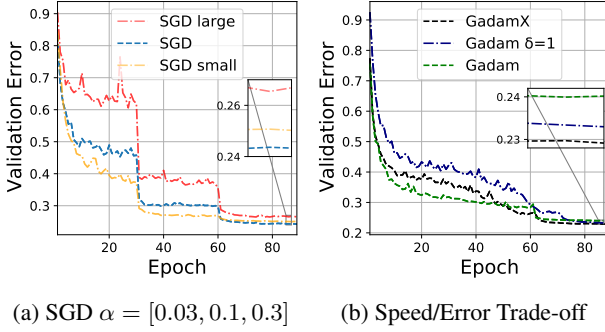 0.9
0.8
0.7
0.6
0.5
0.4
0.3
Validation Error
SGD large
SGD
SGD small
0.26
0.24
20
40
60
80
Epoch
(a) SGD α = [0.03, 0.1, 0.3]
0.9
0.8
0.7
0.6
0.5
0.4
0.3
0.2
Validation Error
GadamX
Gadam δ=1
Gadam
0.24
0.23
20
40
60
80
Epoch
(b) Speed/Error Trade-off